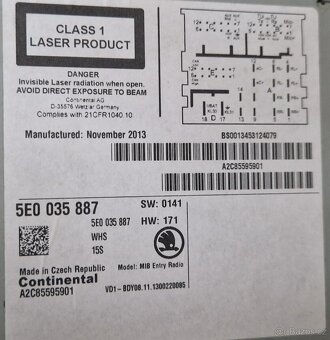 CLASS 1
LASER PRODUCT
DANGER
Invisible Laser radiation when open.
AVOID DIRECT EXPOSURE TO BEAM
Continental AG
D-35576 Wetzlar Germany
Complies with 21CFR1040.10
Manufactured: November 2013
BS0013453124079
A2C85595901
5E0 035 887
SW: 0141
5E0 035 887
HW: 171
WHS
15S
Made in Czech Republic
Model: MIB Entry Radio
Continental
A2C85595901
VD1-BDY08.11.1300220085